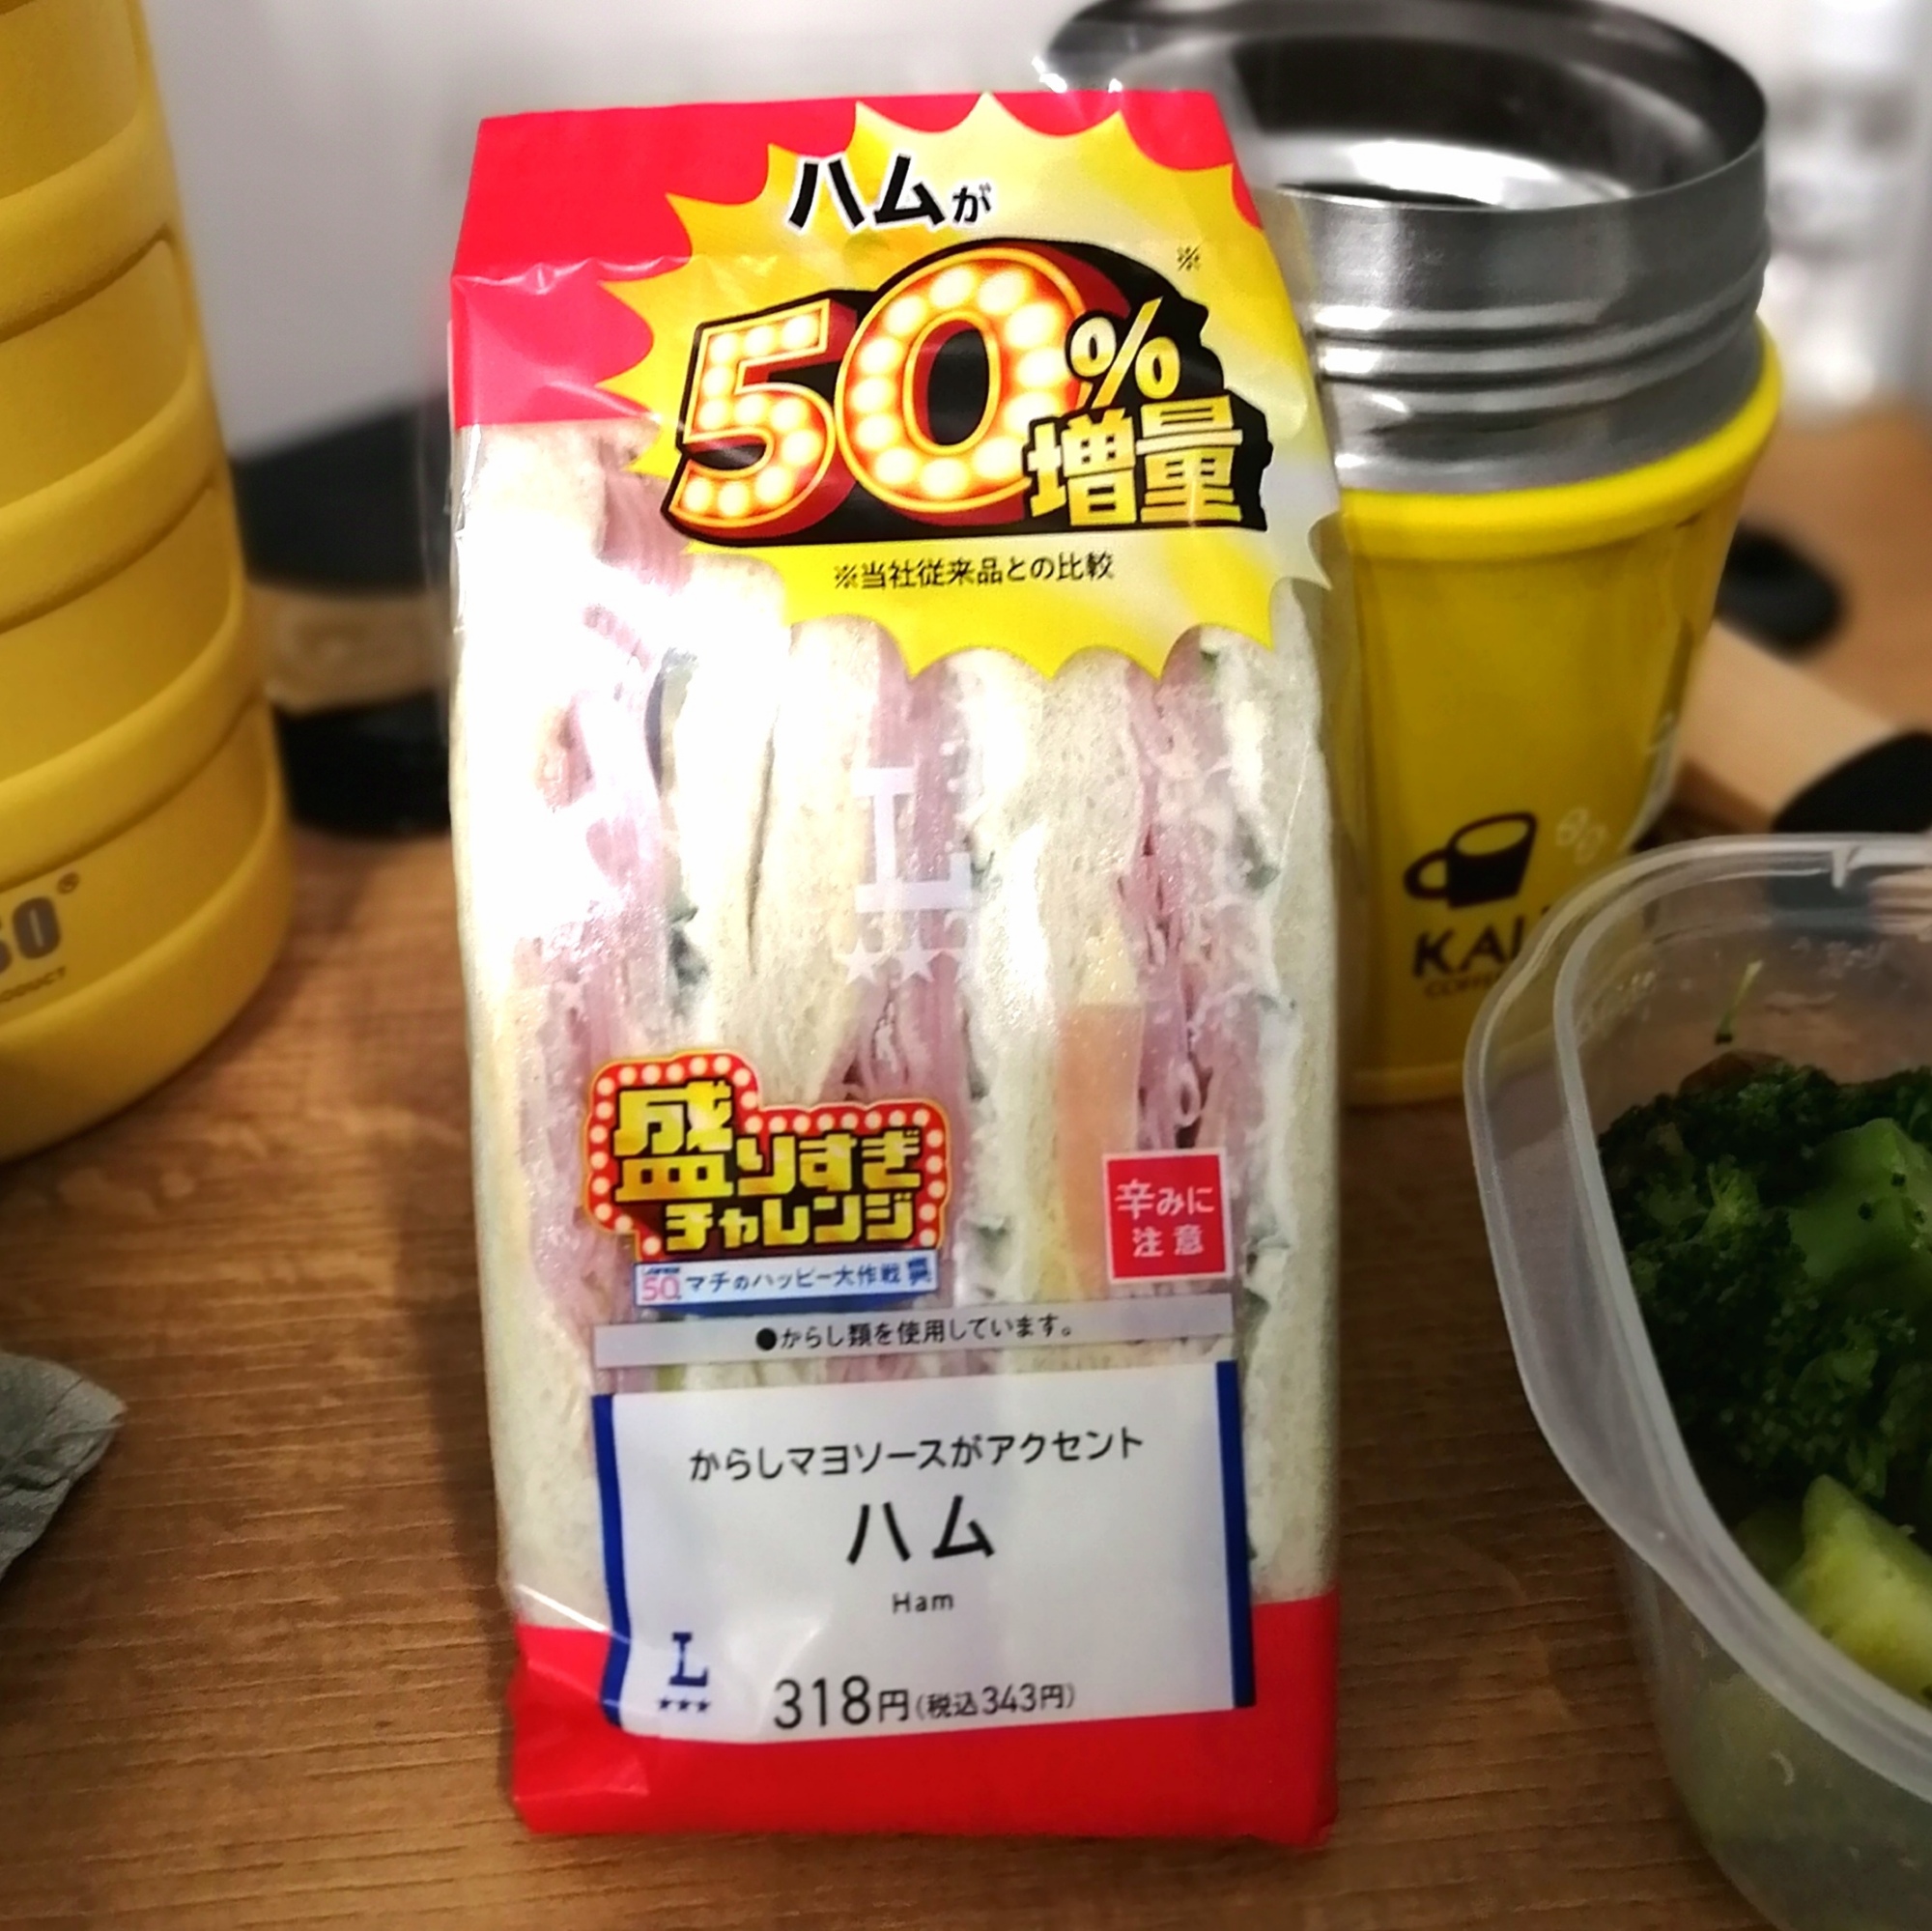 ハムが
50%増量※
※当社従来品との比較
L
盛りすぎ
チャレンジ
50 マチのハッピー大作戦
辛みに
注意
●からし類を使用しています。
からしマヨソースがアクセント
ハム
Ham
L
318円(税込343円)